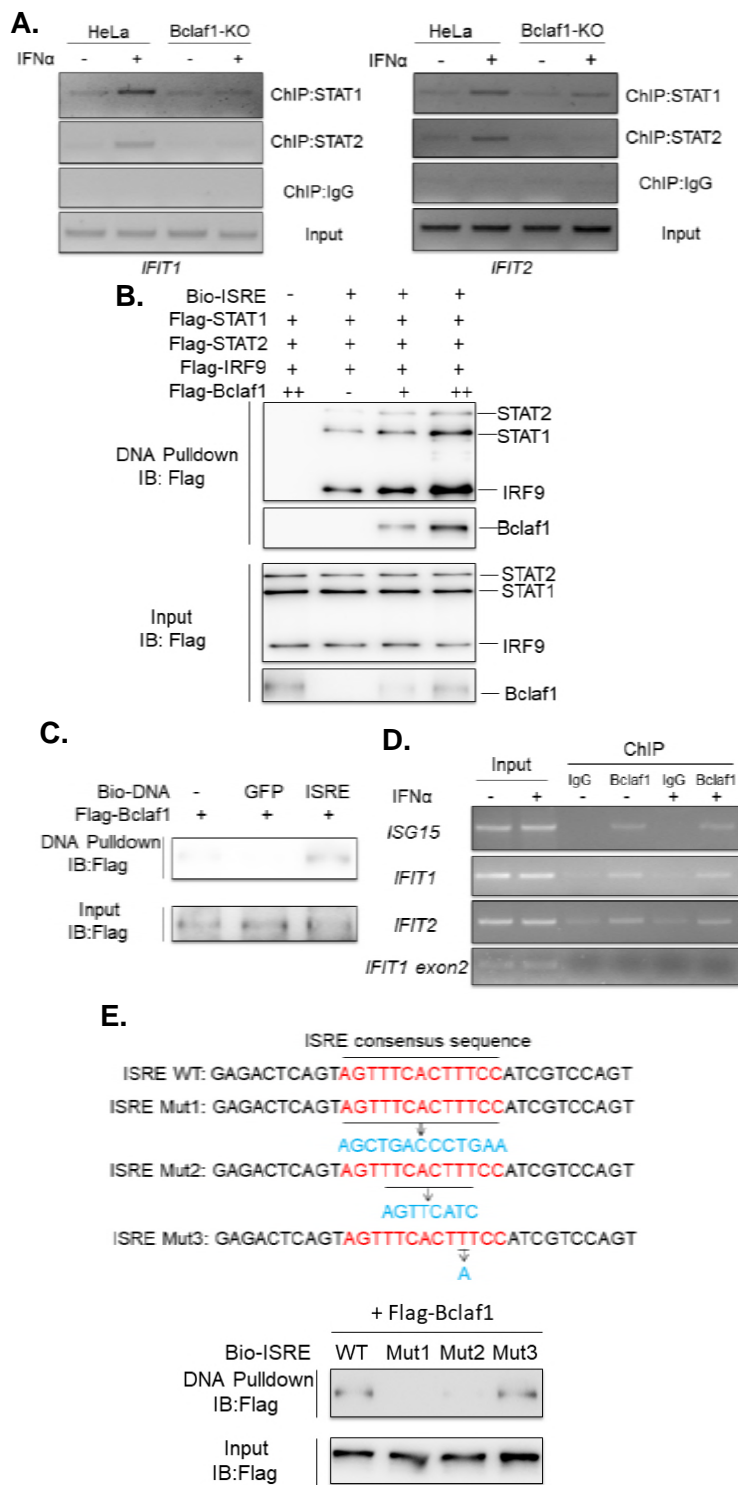 A.
HeLa Bclaf1-KO
IFNα - + - +
ChIP:STAT1
ChIP:STAT2
ChIP:IgG
Input
IFIT1
HeLa Bclaf1-KO
IFNα - + - +
ChIP:STAT1
ChIP:STAT2
ChIP:IgG
Input
IFIT2
B.
Bio-ISRE - + + +
Flag-STAT1 + + + +
Flag-STAT2 + + + +
Flag-IRF9 + + + +
Flag-Bclaf1 ++ - + ++
DNA Pulldown
IB: Flag
STAT2
STAT1
IRF9
Bclaf1
Input
IB: Flag
STAT2
STAT1
IRF9
Bclaf1
C.
Bio-DNA - GFP ISRE
Flag-Bclaf1 + + +
DNA Pulldown
IB:Flag
Input
IB:Flag
D.
Input ChIP
IgG Bclaf1 IgG Bclaf1
IFNα - + - - + +
ISG15
IFIT1
IFIT2
IFIT1 exon2
E.
ISRE consensus sequence
ISRE WT: GAGACTCAGTAGTTTCACTTTCCATCGTCCAGT
ISRE Mut1: GAGACTCAGTAGTTTCACTTTCCATCGTCCAGT
AGCTGACCCTGAA
ISRE Mut2: GAGACTCAGTAGTTTCACTTTCCATCGTCCAGT
AGTTCATC
ISRE Mut3: GAGACTCAGTAGTTTCACTTTCCATCGTCCAGT
A
+ Flag-Bclaf1
Bio-ISRE WT Mut1 Mut2 Mut3
DNA Pulldown
IB:Flag
Input
IB:Flag